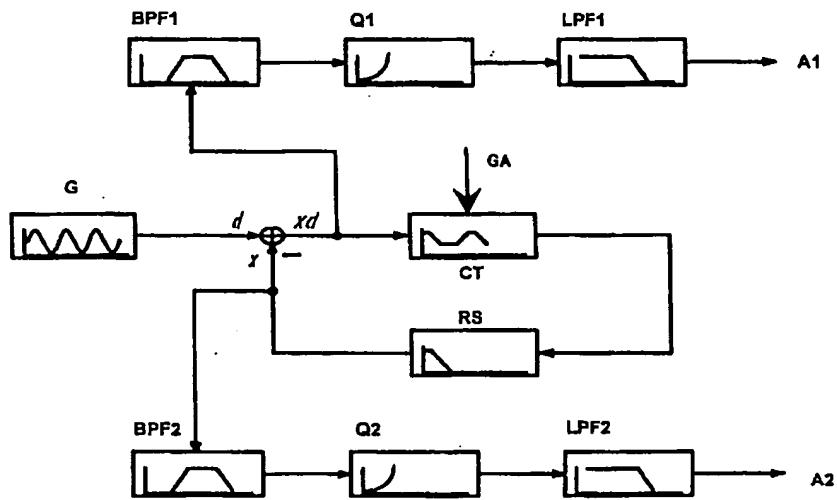 BPF1 Q1 LPF1
A1
GA
G
d xd
x −
CT
RS
BPF2 Q2 LPF2
A2